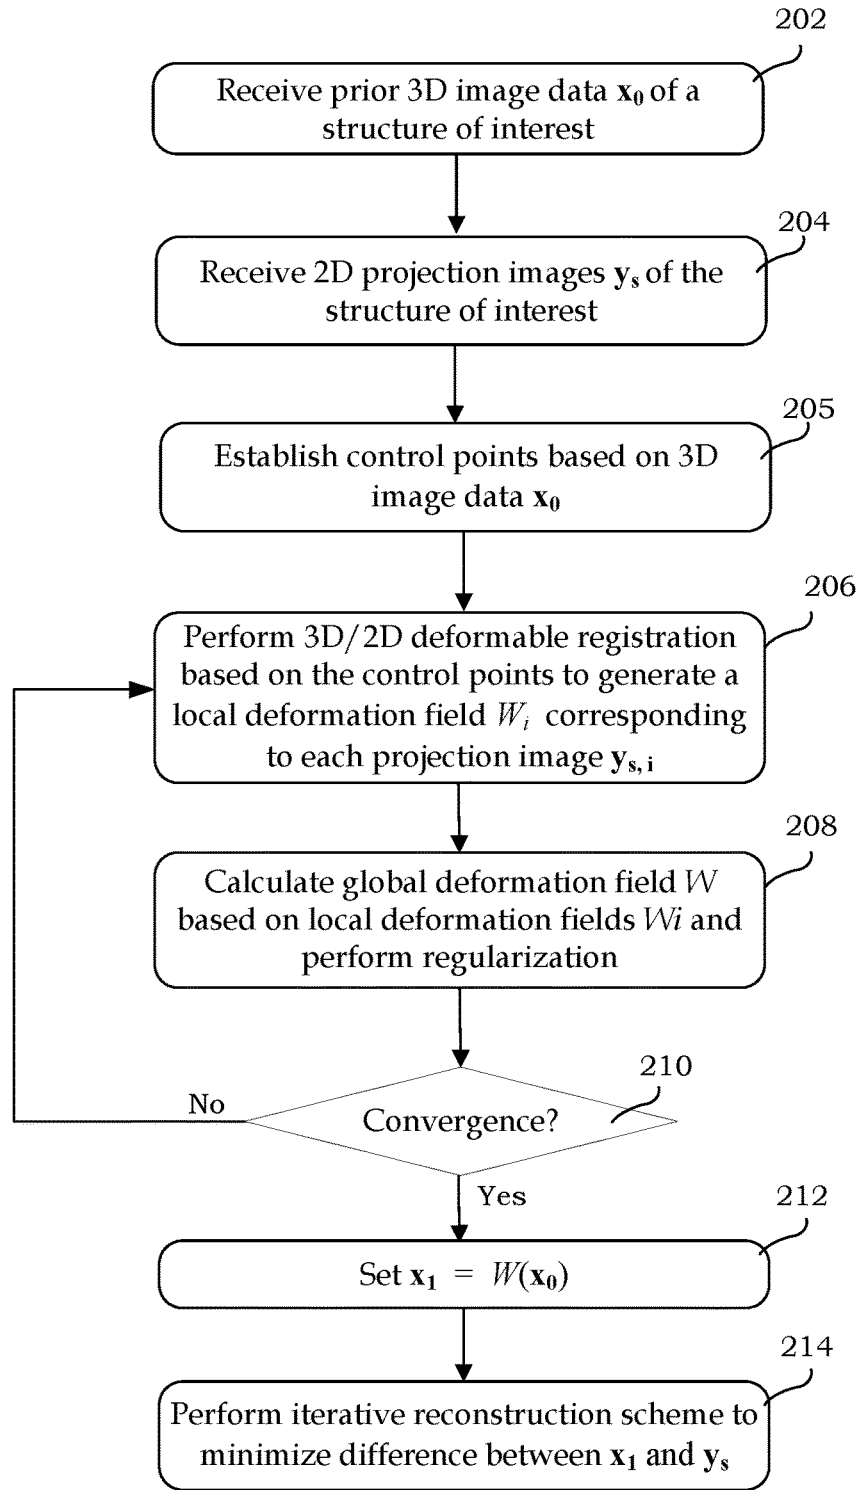 202
Receive prior 3D image data x₀ of a
structure of interest
204
Receive 2D projection images yₛ of the
structure of interest
205
Establish control points based on 3D
image data x₀
206
Perform 3D/2D deformable registration
based on the control points to generate a
local deformation field Wᵢ corresponding
to each projection image yₛ, ᵢ
208
Calculate global deformation field W
based on local deformation fields Wi and
perform regularization
210
No
Convergence?
Yes
212
Set x₁ = W(x₀)
214
Perform iterative reconstruction scheme to
minimize difference between x₁ and yₛ